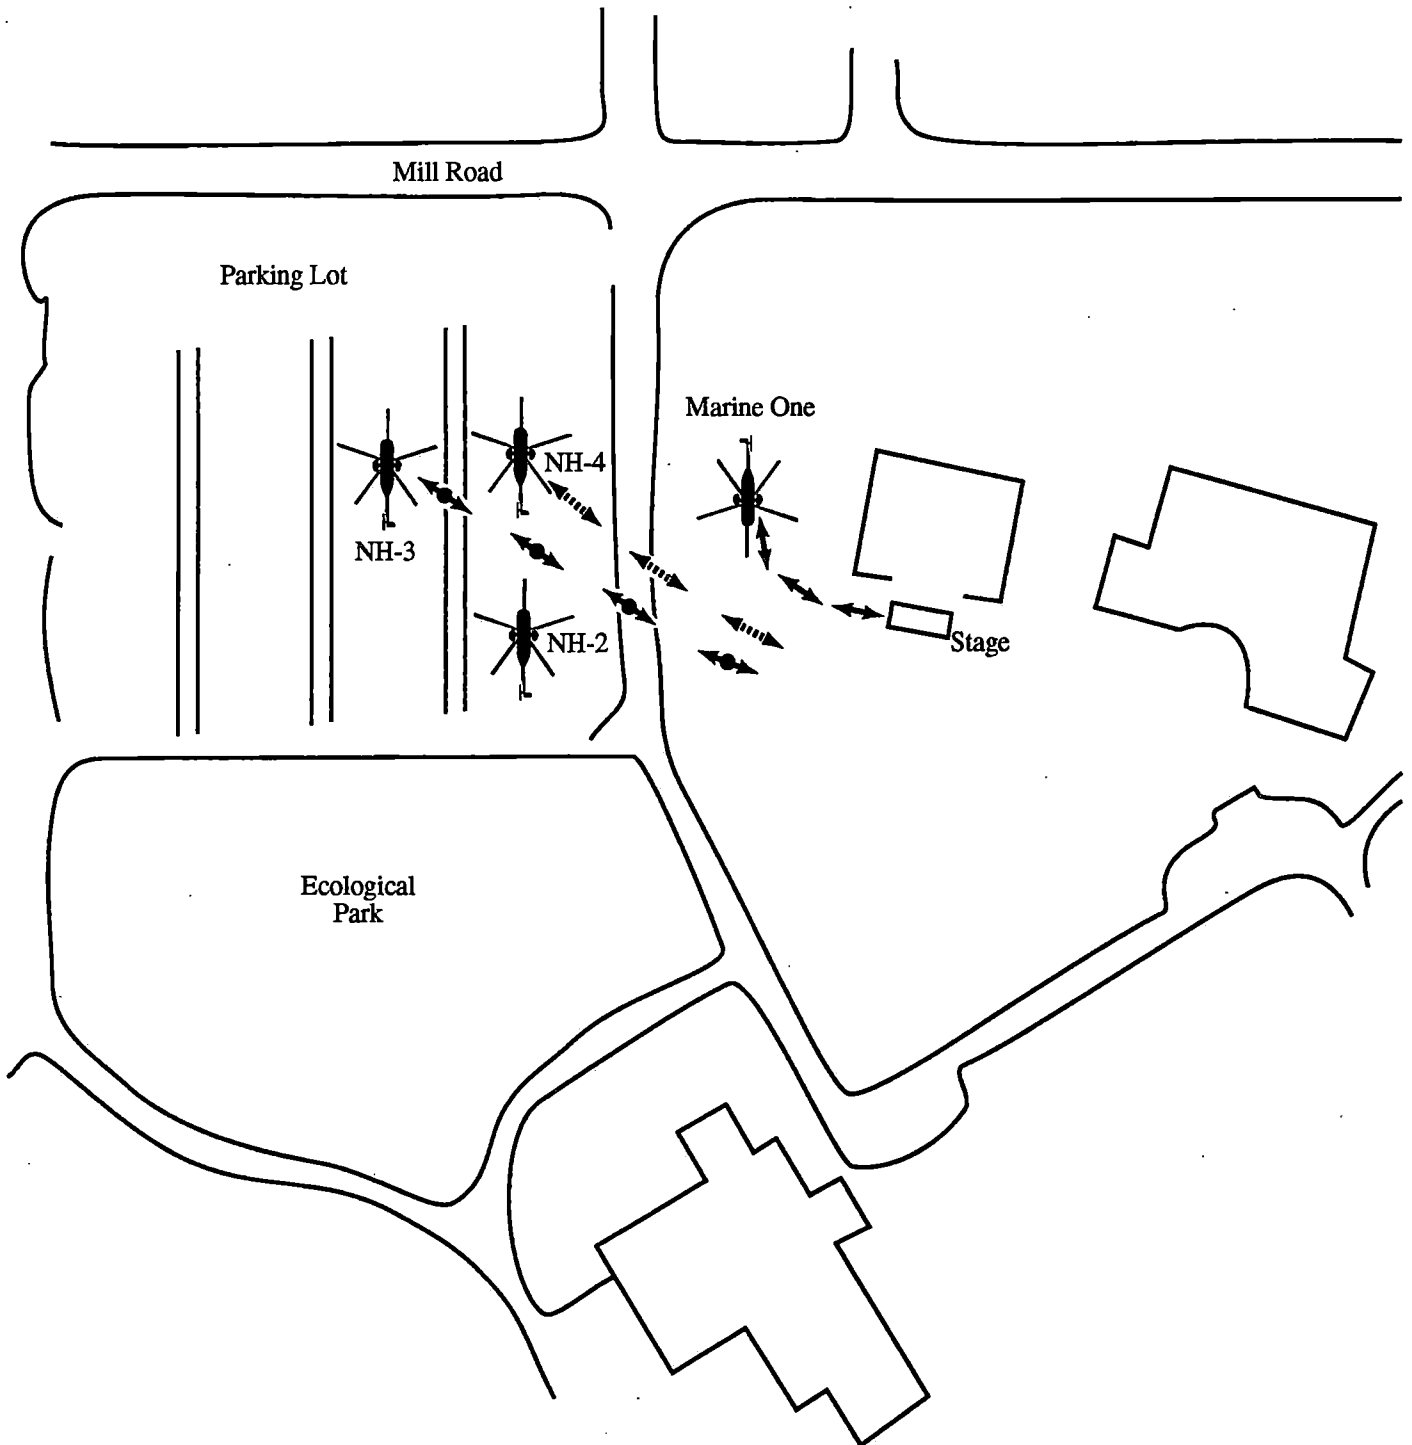 Mill Road
Parking Lot
Marine One
NH-4
NH-3
NH-2
Stage
Ecological
Park